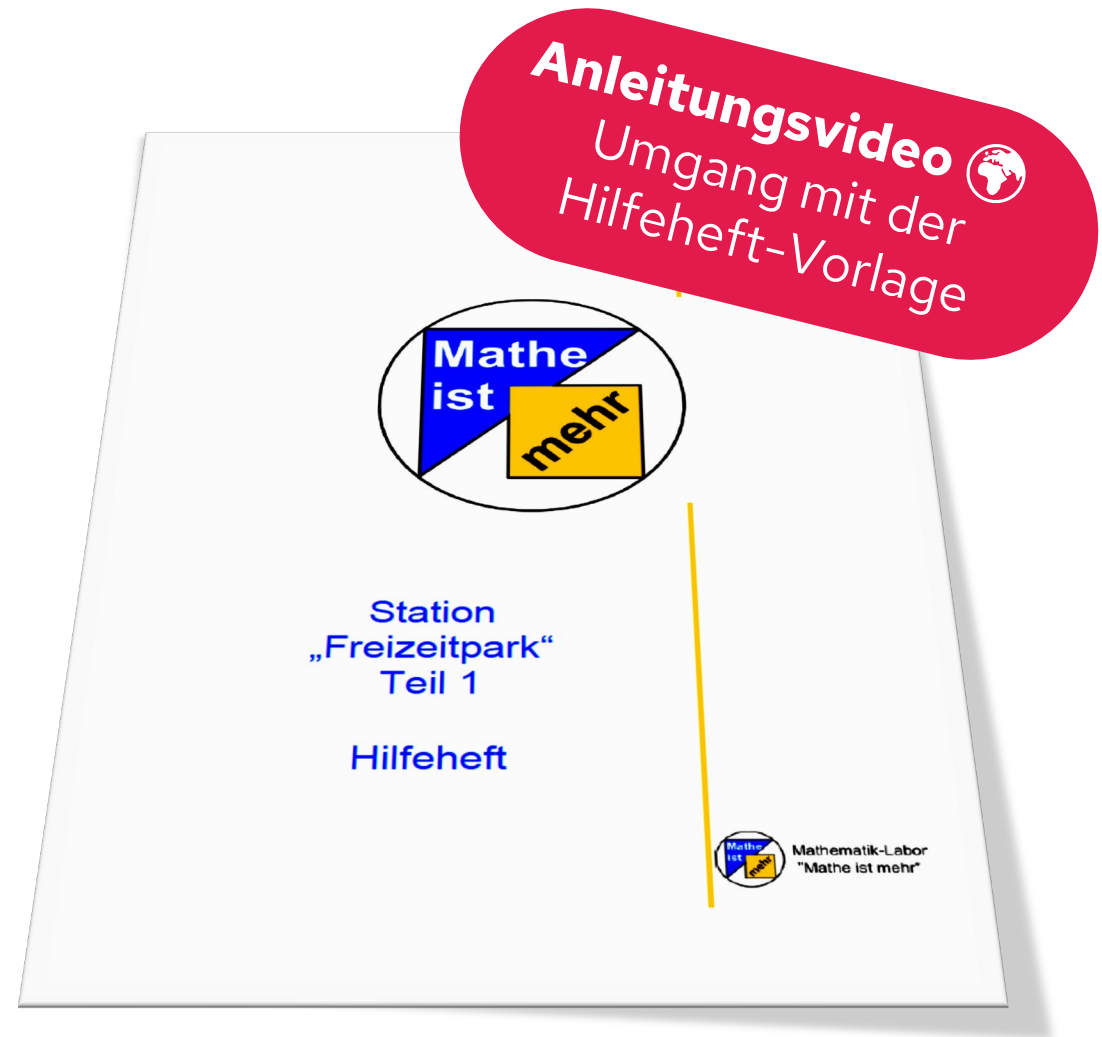 Anleitungsvideo
Umgang mit der
Hilfeheft-Vorlage
Mathe
ist
mehr
Station
„Freizeitpark“
Teil 1
Hilfeheft
Mathe
ist
mehr
Mathematik-Labor
"Mathe ist mehr"